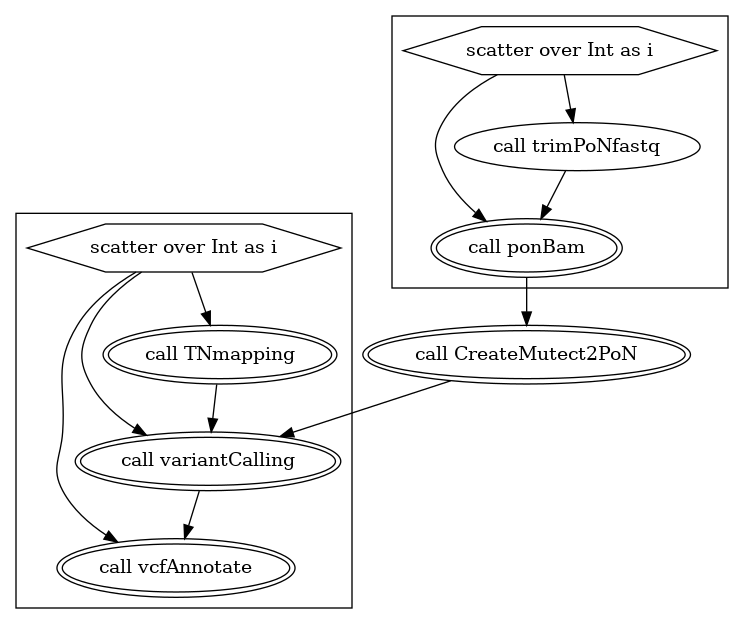 scatter over Int as i
call trimPoNfastq
call ponBam
scatter over Int as i
call TNmapping
call CreateMutect2PoN
call variantCalling
call vcfAnnotate